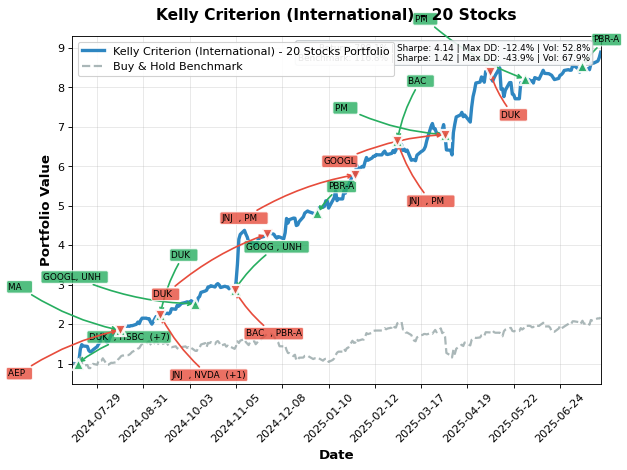 Kelly Criterion (International) - 20 Stocks
PM
PBR-A
Kelly Criterion (International) - 20 Stocks Portfolio
Buy & Hold Benchmark
Sharpe: 4.14 | Max DD: -12.4% | Vol: 52.8%
Sharpe: 1.42 | Max DD: -43.9% | Vol: 67.9%
BAC
PM
DUK
GOOGL
PBR-A
JNJ , PM
JNJ , PM
GOOG , UNH
DUK
GOOGL, UNH
MA
DUK
DUK , HSBC (+7)
BAC , PBR-A
AEP
JNJ , NVDA (+1)
Portfolio Value
9
8
7
6
5
4
3
2
1
2024-07-29
2024-08-31
2024-10-03
2024-11-05
2024-12-08
2025-01-10
2025-02-12
2025-03-17
2025-04-19
2025-05-22
2025-06-24
Date